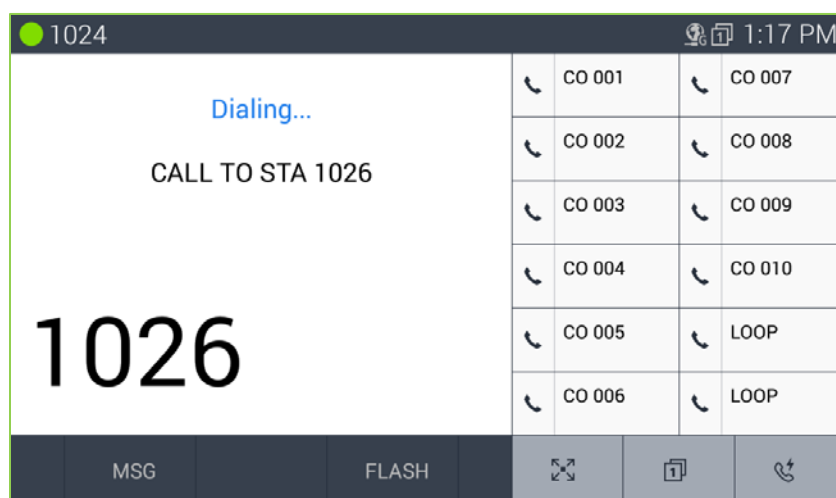 1024
1:17 PM
Dialing...
CALL TO STA 1026
1026
CO 001
CO 007
CO 002
CO 008
CO 003
CO 009
CO 004
CO 010
CO 005
LOOP
CO 006
LOOP
MSG
FLASH
1